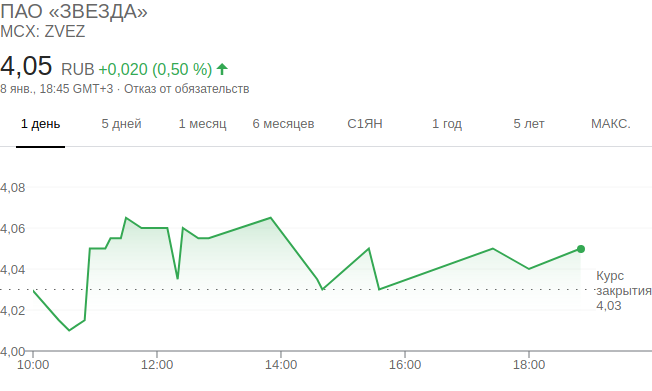 ПАО «ЗВЕЗДА»
MCX: ZVEZ
4,05 RUB +0,020 (0,50 %)
8 янв., 18:45 GMT+3 · Отказ от обязательств
1 день 5 дней 1 месяц 6 месяцев С1ЯН 1 год 5 лет МАКС.
4,08
4,06
4,04
Курс
закрытия
4,03
4,02
4,00
10:00 12:00 14:00 16:00 18:00